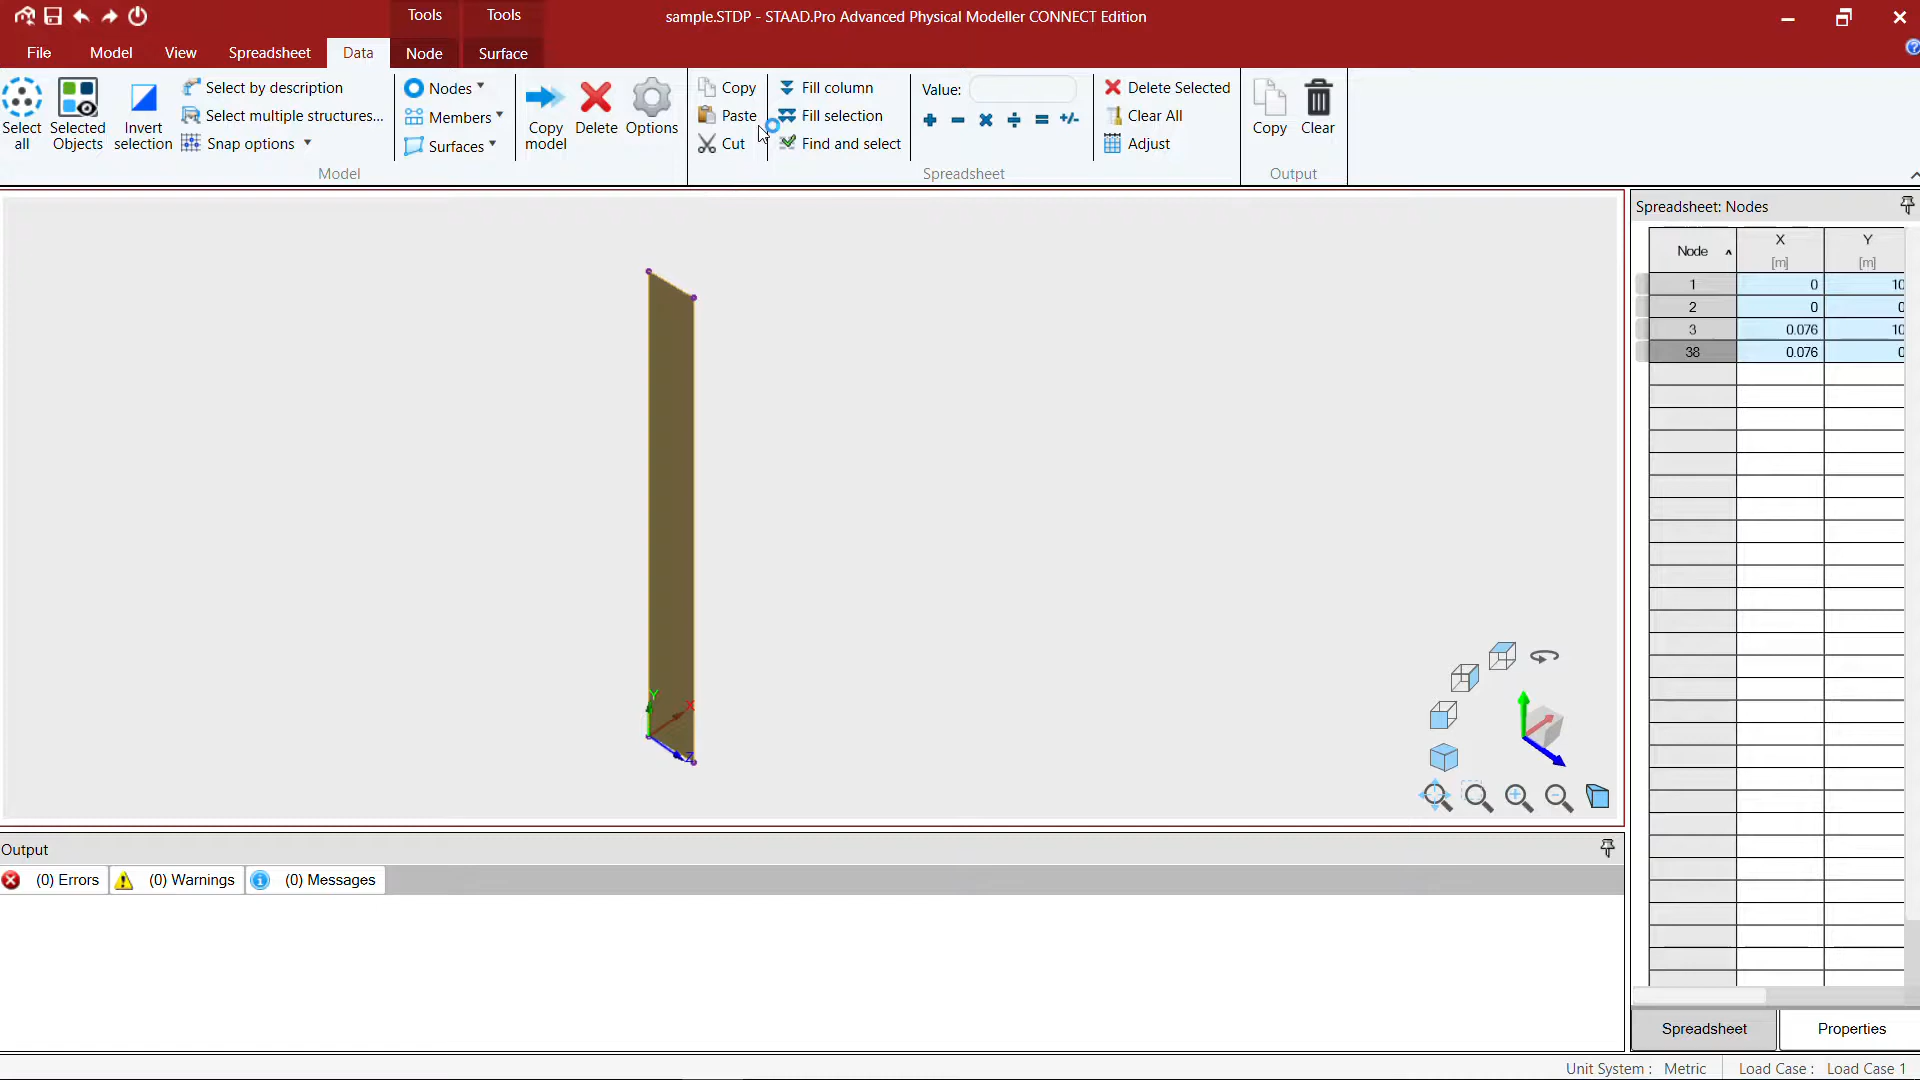 Tools
Tools
sample.STDP - STAAD.Pro Advanced Physical Modeller CONNECT Edition
File
Model
View
Spreadsheet
Data
Node
Surface
Select all
Selected Objects
Invert selection
Select by description
Select multiple structures...
Snap options
Nodes
Members
Surfaces
Copy model
Delete
Options
Copy
Paste
Cut
Fill column
Fill selection
Find and select
Value:
+/-
Delete Selected
Clear All
Adjust
Copy
Clear
Model
Spreadsheet
Output
Spreadsheet: Nodes
Node
X
[m]
Y
[m]
1 0 10
2 0 0
3 0.076 10
38 0.076 0
Y
X
Z
Output
(0) Errors
(0) Warnings
(0) Messages
Spreadsheet
Properties
Unit System : Metric
Load Case : Load Case 1